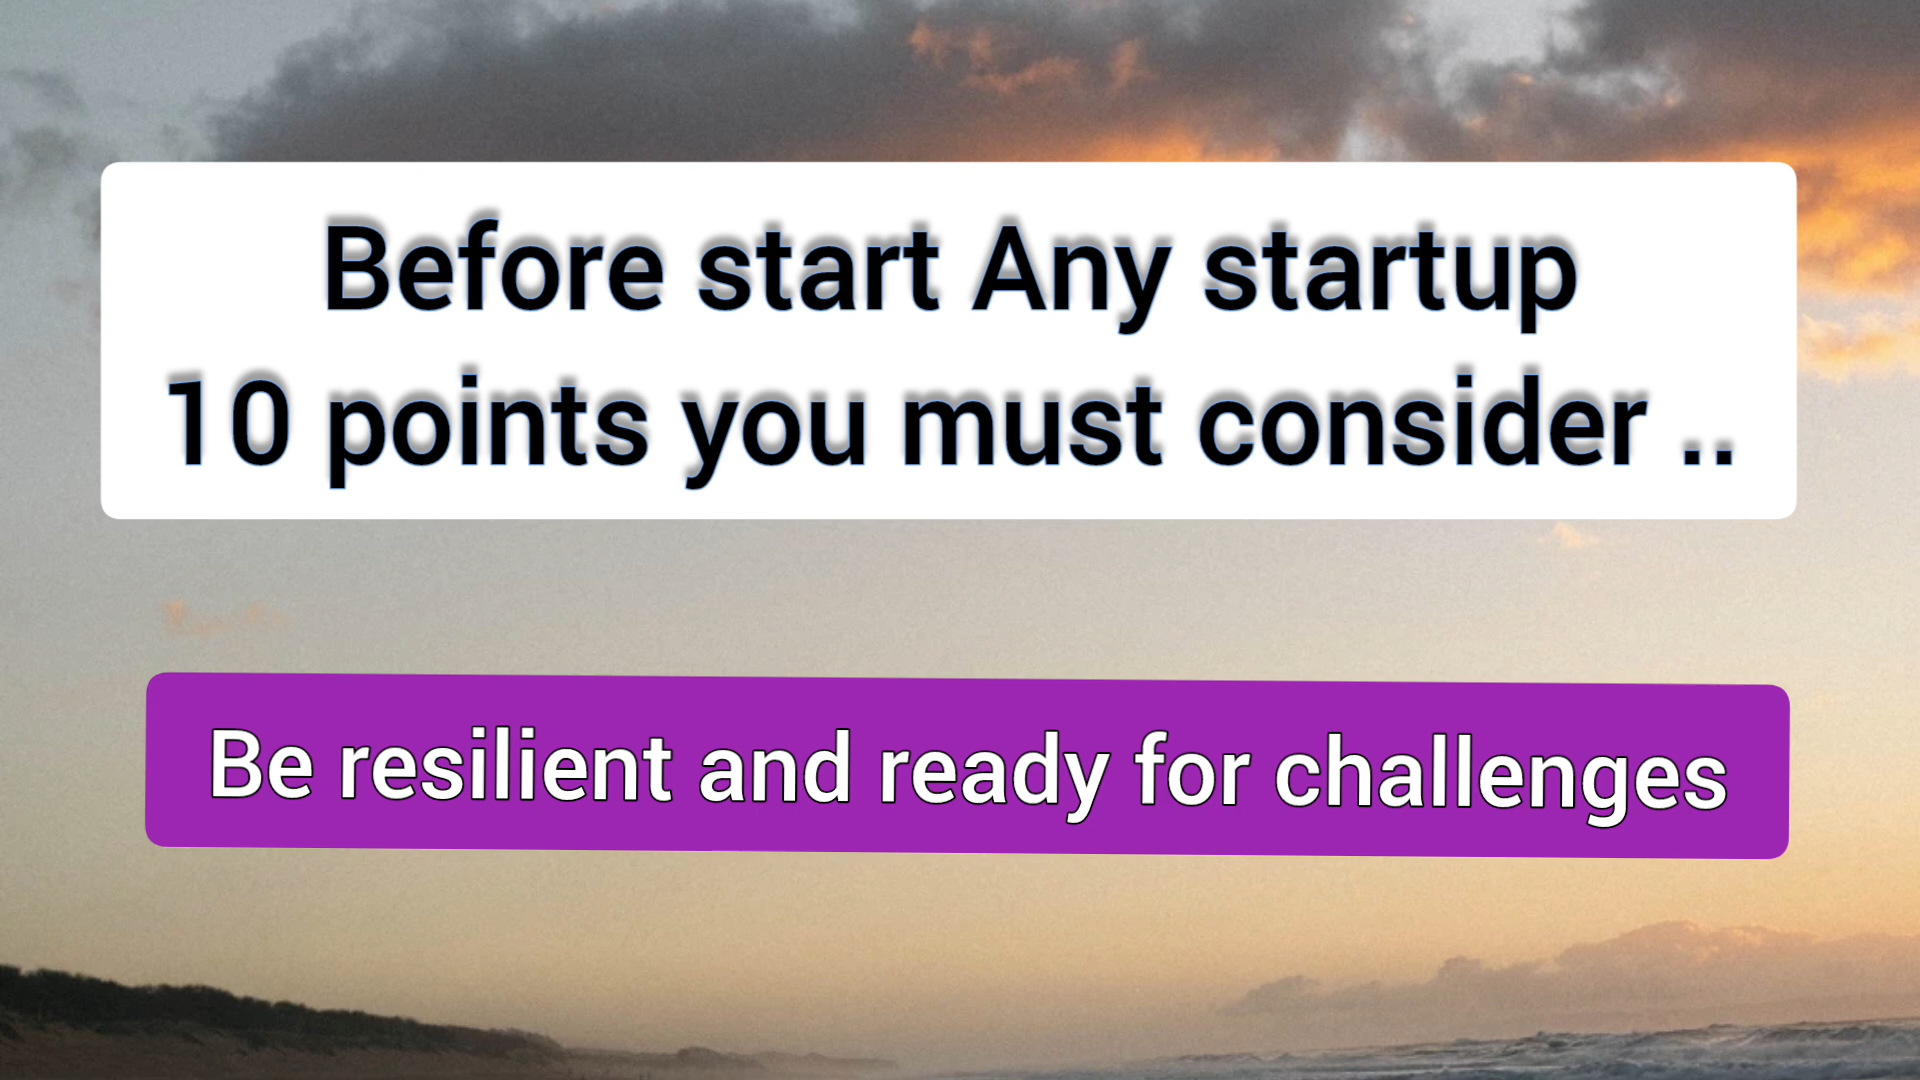 Before start Any startup
10 points you must consider ..
Be resilient and ready for challenges